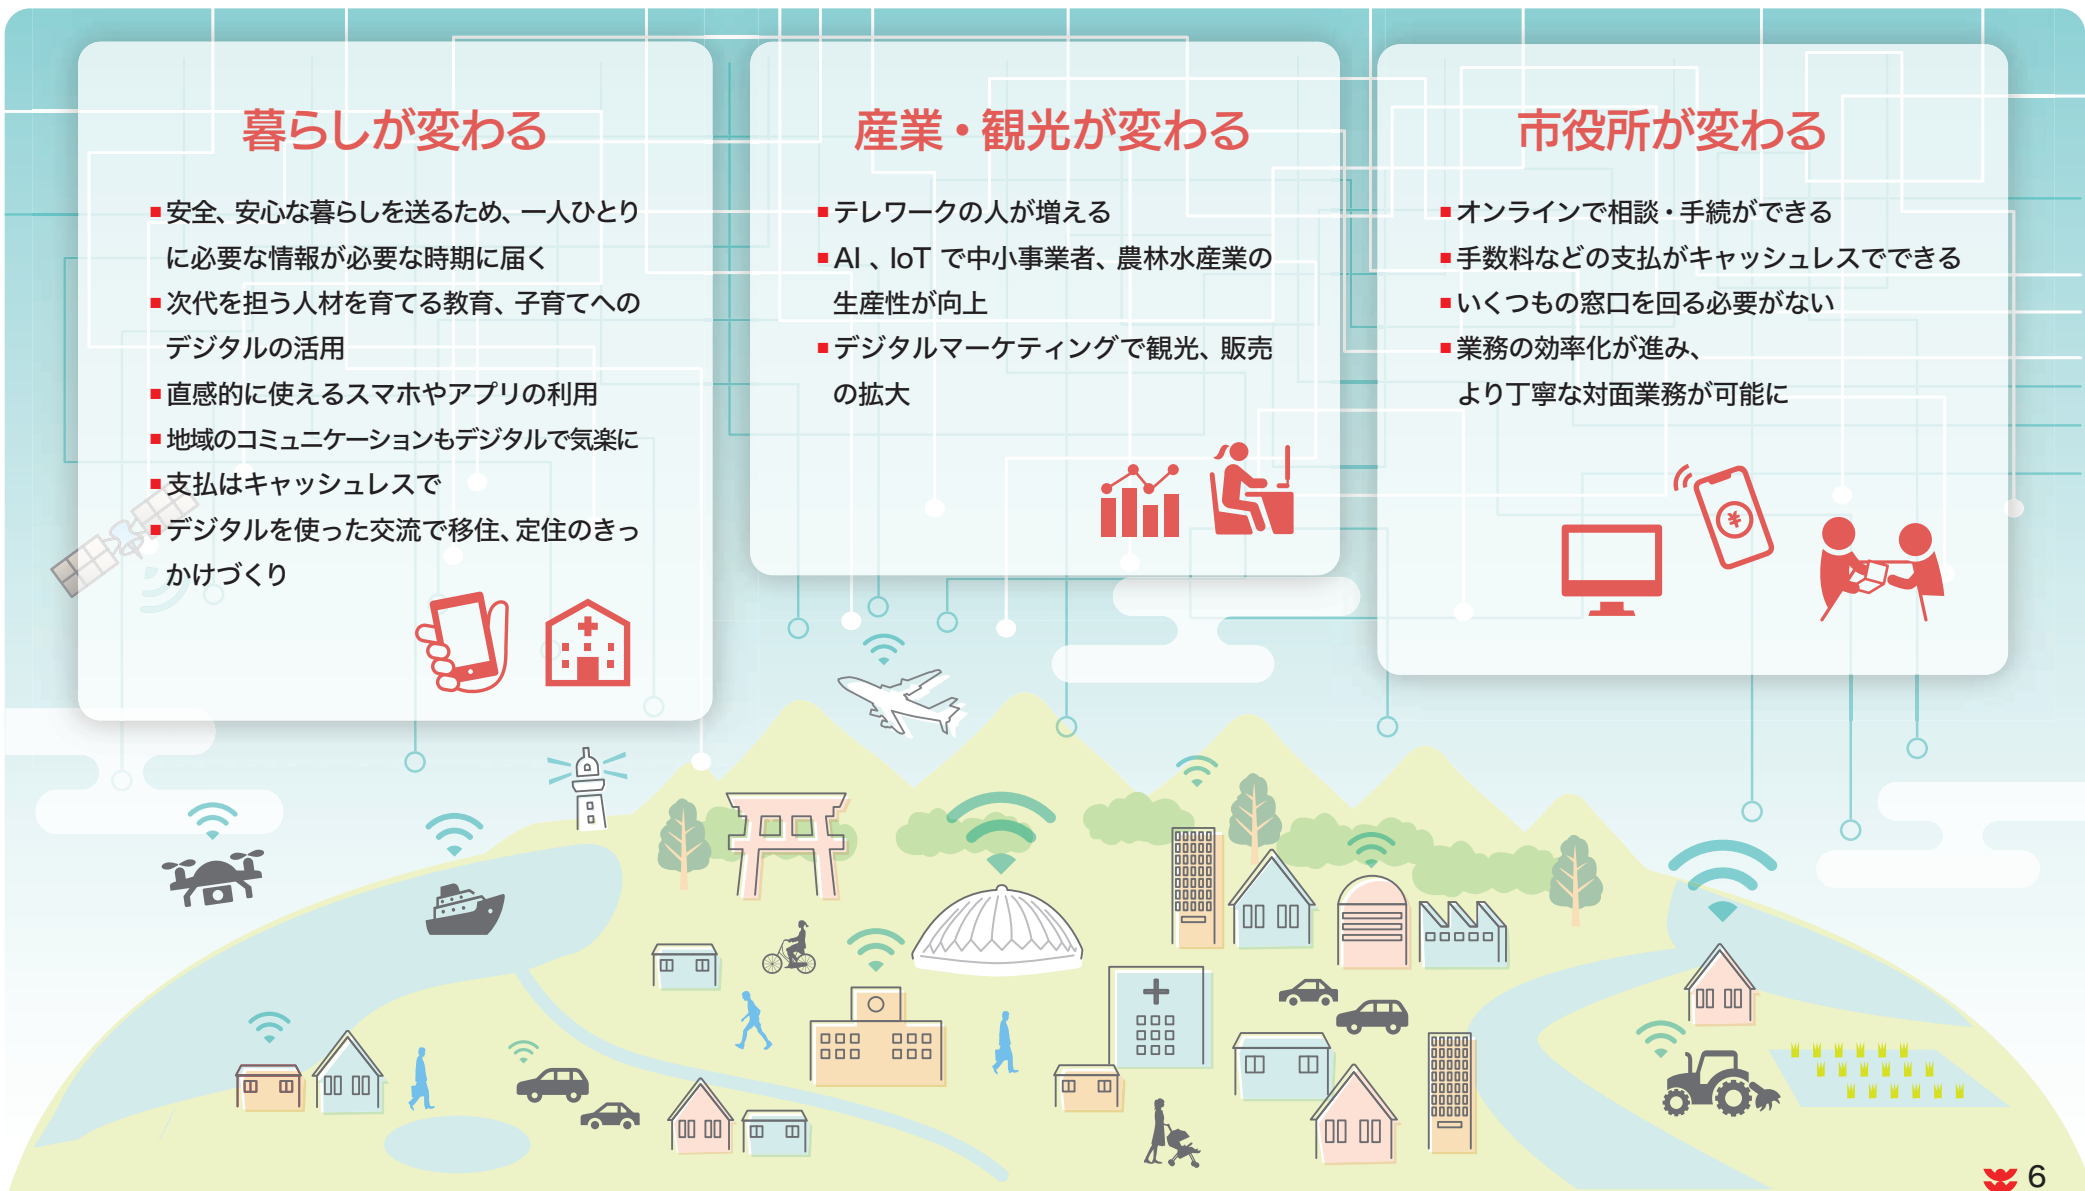 暮らしが変わる
■安全、安心な暮らしを送るため、一人ひとり
に必要な情報が必要な時期に届く
■次代を担う人材を育てる教育、子育てへの
デジタルの活用
■直感的に使えるスマホやアプリの利用
■地域のコミュニケーションもデジタルで気楽に
■支払はキャッシュレスで
■デジタルを使った交流で移住、定住のきっ
かけづくり
産業・観光が変わる
■テレワークの人が増える
■AI 、IoT で中小事業者、農林水産業の
生産性が向上
■デジタルマーケティングで観光、販売
の拡大
市役所が変わる
■オンラインで相談・手続ができる
■手数料などの支払がキャッシュレスでできる
■いくつもの窓口を回る必要がない
■業務の効率化が進み、
より丁寧な対面業務が可能に
¥
6